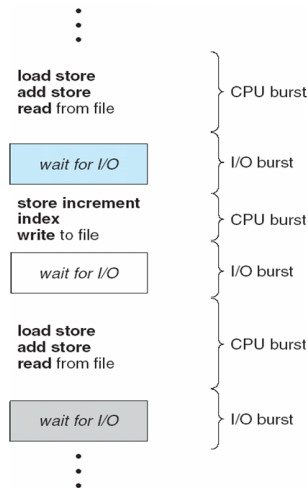 load store
add store
read from file
CPU burst
wait for I/O
I/O burst
store increment
index
write to file
CPU burst
wait for I/O
I/O burst
load store
add store
read from file
CPU burst
wait for I/O
I/O burst